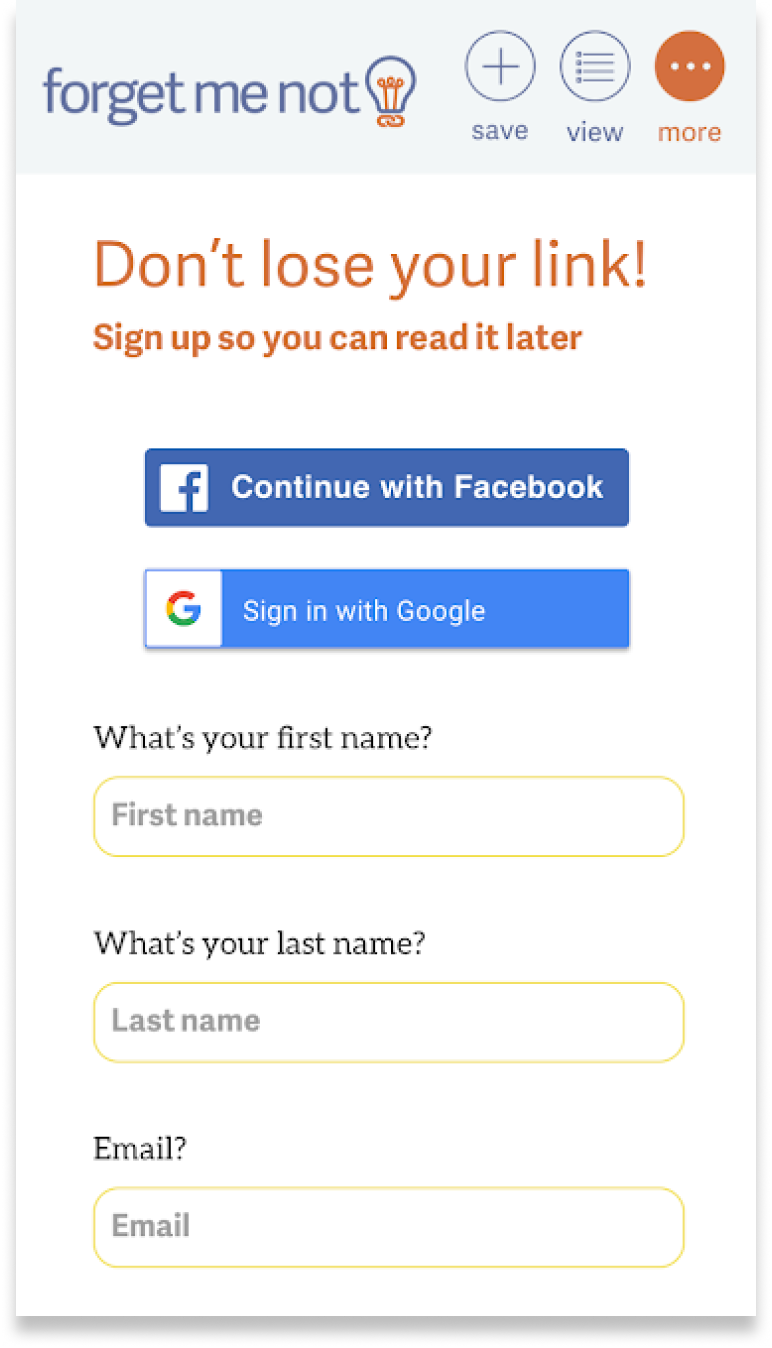 forget me not
save view more
Don’t lose your link!
Sign up so you can read it later
Continue with Facebook
Sign in with Google
What’s your first name?
First name
What’s your last name?
Last name
Email?
Email